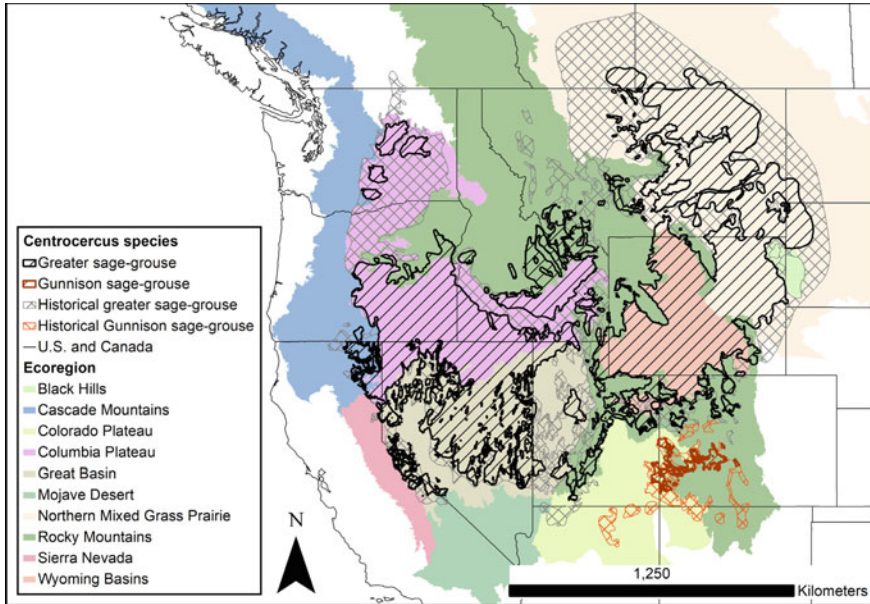 Centrocercus species
Greater sage-grouse
Gunnison sage-grouse
Historical greater sage-grouse
Historical Gunnison sage-grouse
U.S. and Canada
Ecoregion
Black Hills
Cascade Mountains
Colorado Plateau
Columbia Plateau
Great Basin
Mojave Desert
Northern Mixed Grass Prairie
Rocky Mountains
Sierra Nevada
Wyoming Basins
N
1,250
Kilometers